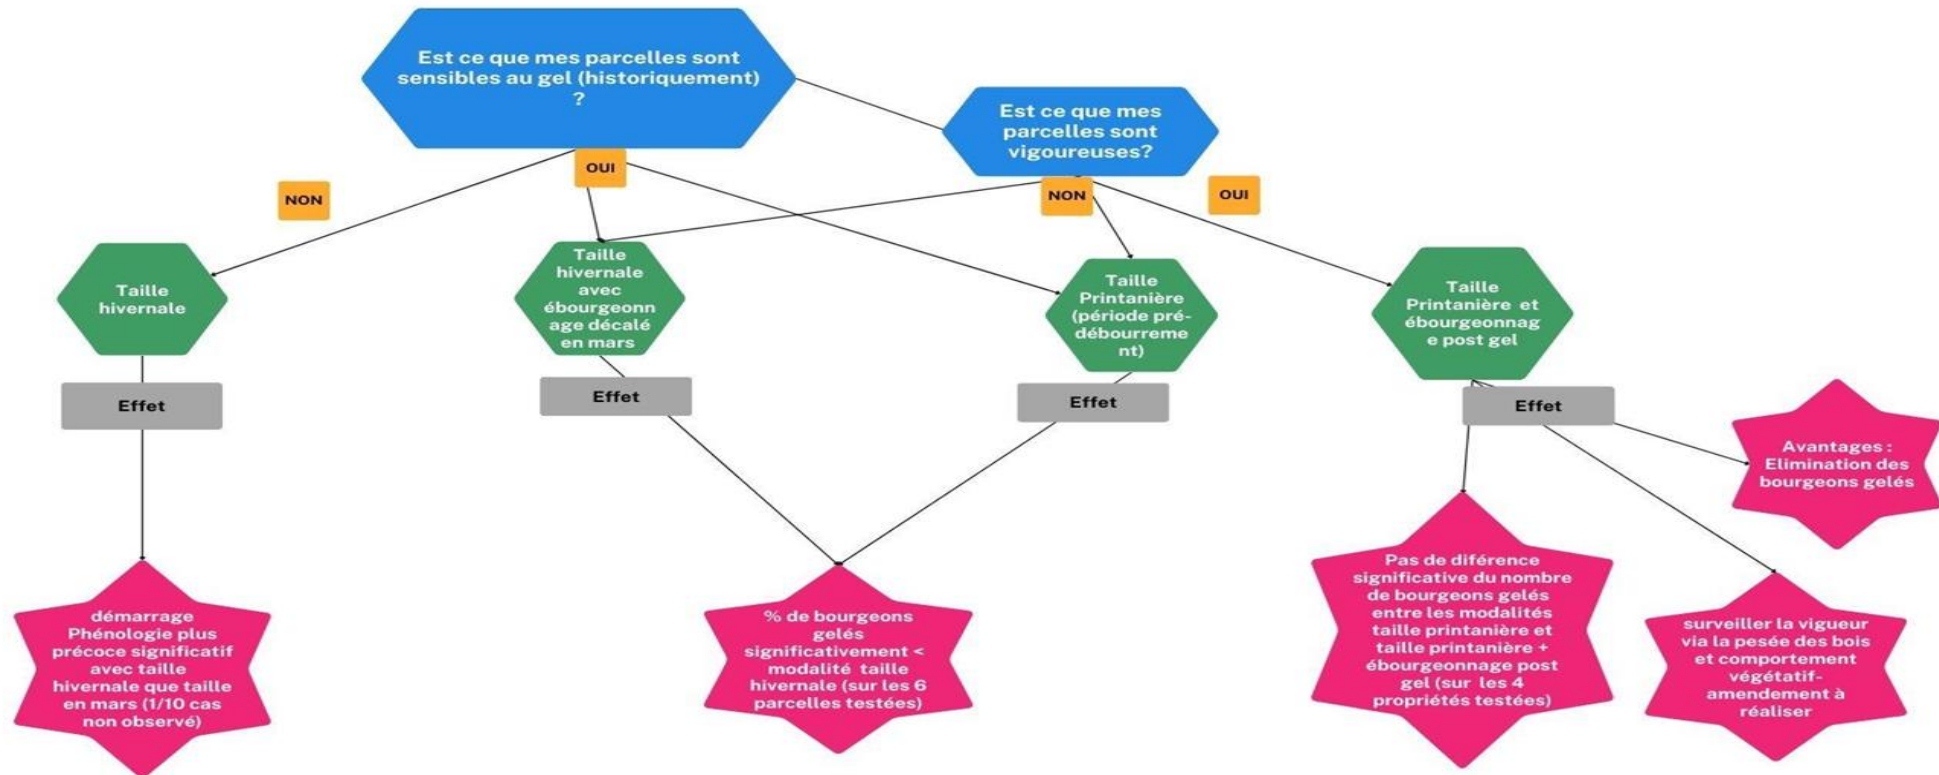 Est ce que mes parcelles sont
sensibles au gel (historiquement)
?
Est ce que mes
parcelles sont
vigoureuses?
OUI
NON
NON
OUI
Taille
hivernale
Taille
hivernale
avec
ébourgeonn
age décalé
en mars
Taille
Printanière
(période pré-
débourreme
nt)
Taille
Printanière et
ébourgeonnag
e post gel
Effet
Effet
Effet
Effet
Avantages :
Elimination des
bourgeons gelés
démarrage
Phénologie plus
précoce significatif
avec taille
hivernale que taille
en mars (1/10 cas
non observé)
% de bourgeons
gelés
significativement <
modalité taille
hivernale (sur les 6
parcelles testées)
Pas de diférence
significative du nombre
de bourgeons gelés
entre les modalités
taille printanière et
taille printanière +
ébourgeonnage post
gel (sur les 4
propriétés testées)
surveiller la vigueur
via la pesée des bois
et comportement
végétatif-
amendement à
réaliser